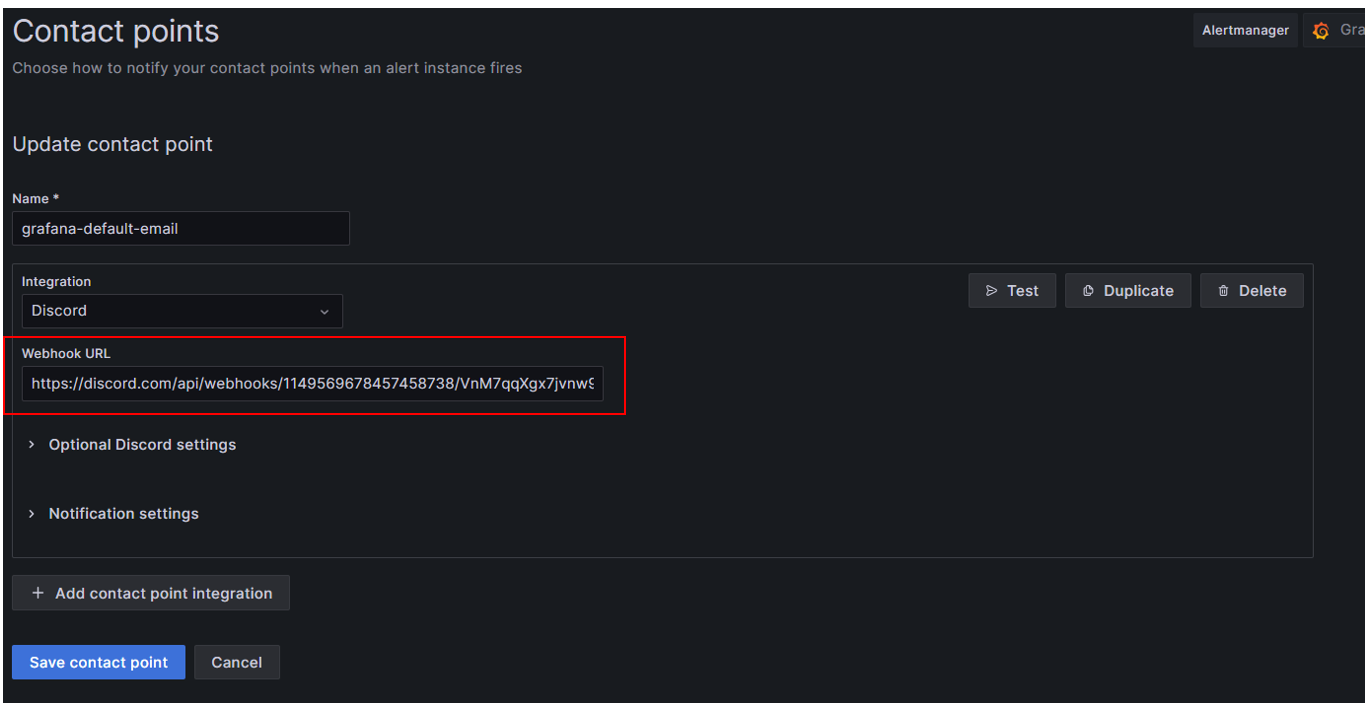 Contact points
Alertmanager
Gra
Choose how to notify your contact points when an alert instance fires
Update contact point
Name *
grafana-default-email
Integration
Test
Duplicate
Delete
Discord
Webhook URL
https://discord.com/api/webhooks/1149569678457458738/VnM7qqXgx7jvnw9
Optional Discord settings
Notification settings
Add contact point integration
Save contact point
Cancel